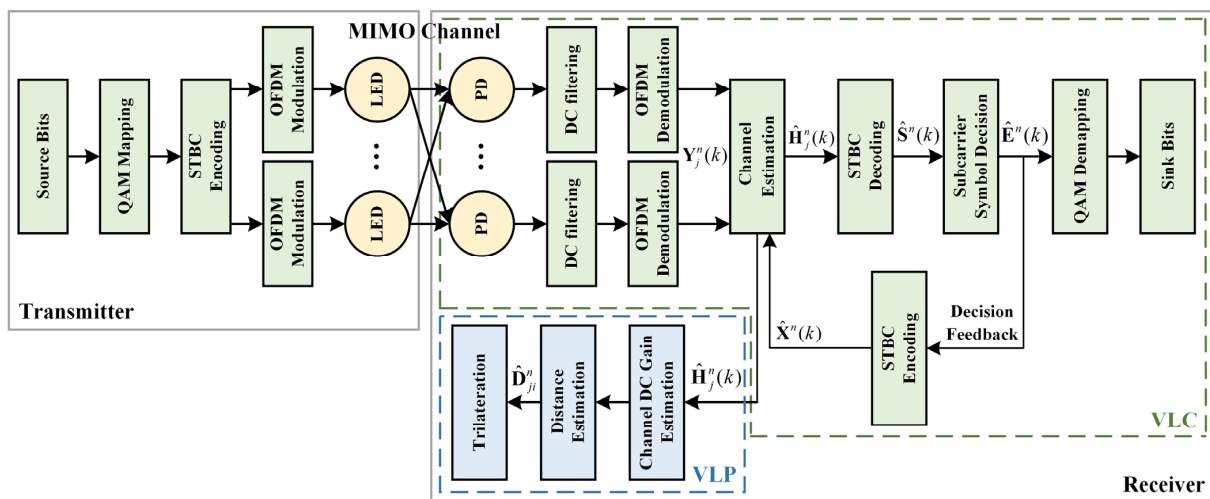 MIMO Channel
Source Bits
QAM Mapping
STBC
Encoding
OFDM
Modulation
OFDM
Modulation
LED
LED
Transmitter
PD
PD
DC filtering
DC filtering
OFDM
Demodulation
OFDM
Demodulation
Y_j^n(k)
Channel
Estimation
Ĥ_j^n(k)
STBC
Decoding
Ŝ^n(k)
Subcarrier
Symbol Decision
Ê^n(k)
QAM Demapping
Sink Bits
Decision
Feedback
STBC
Encoding
X̂^n(k)
VLC
Ĥ_j^n(k)
Channel DC Gain
Estimation
Distance
Estimation
D̂_{ji}^n
Trilateration
VLP
Receiver